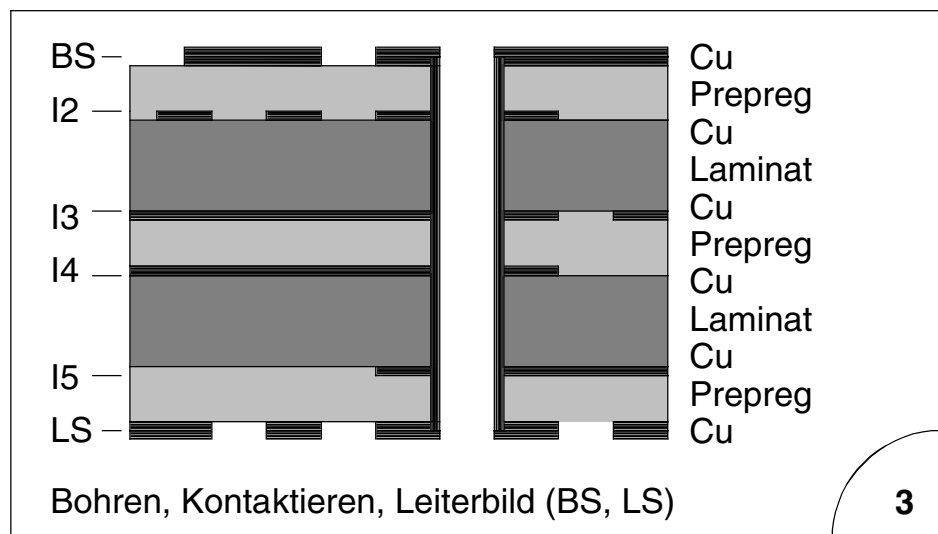 BS
I2
I3
I4
I5
LS
Cu
Prepreg
Cu
Laminat
Cu
Prepreg
Cu
Laminat
Cu
Prepreg
Cu
Bohren, Kontaktieren, Leiterbild (BS, LS)
3